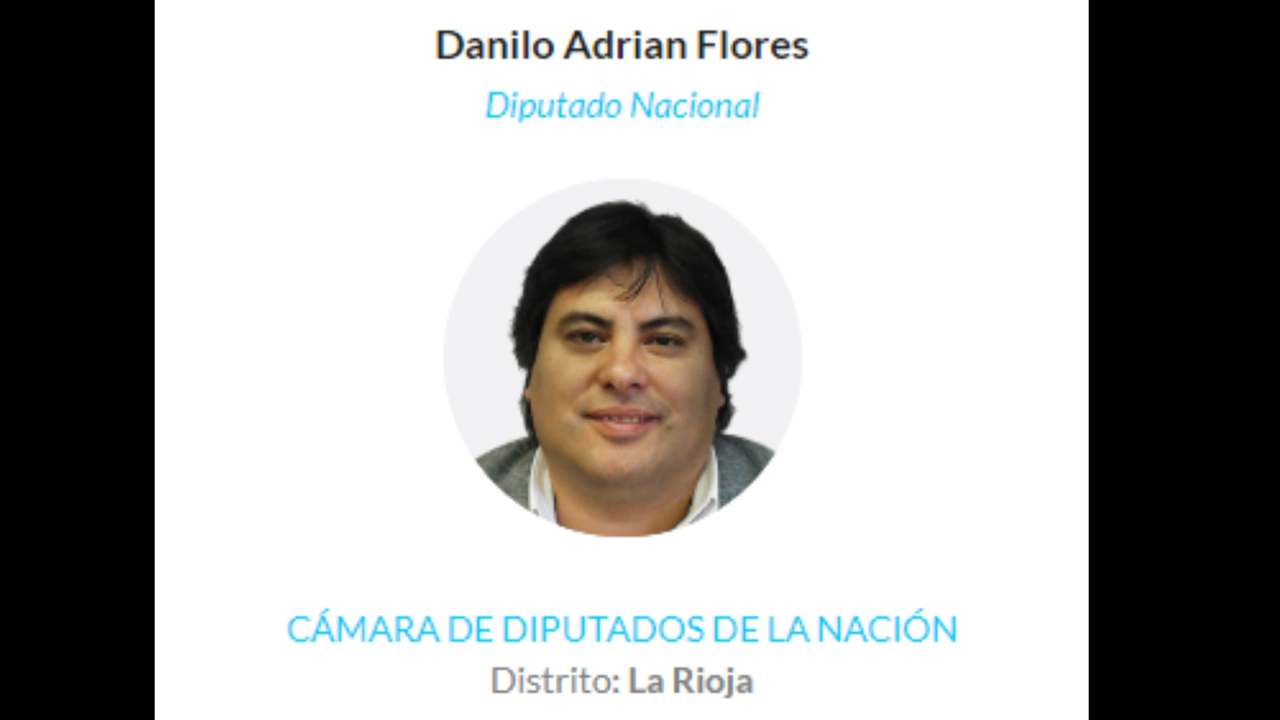 Danilo Adrian Flores
Diputado Nacional
CÁMARA DE DIPUTADOS DE LA NACIÓN
Distrito: La Rioja